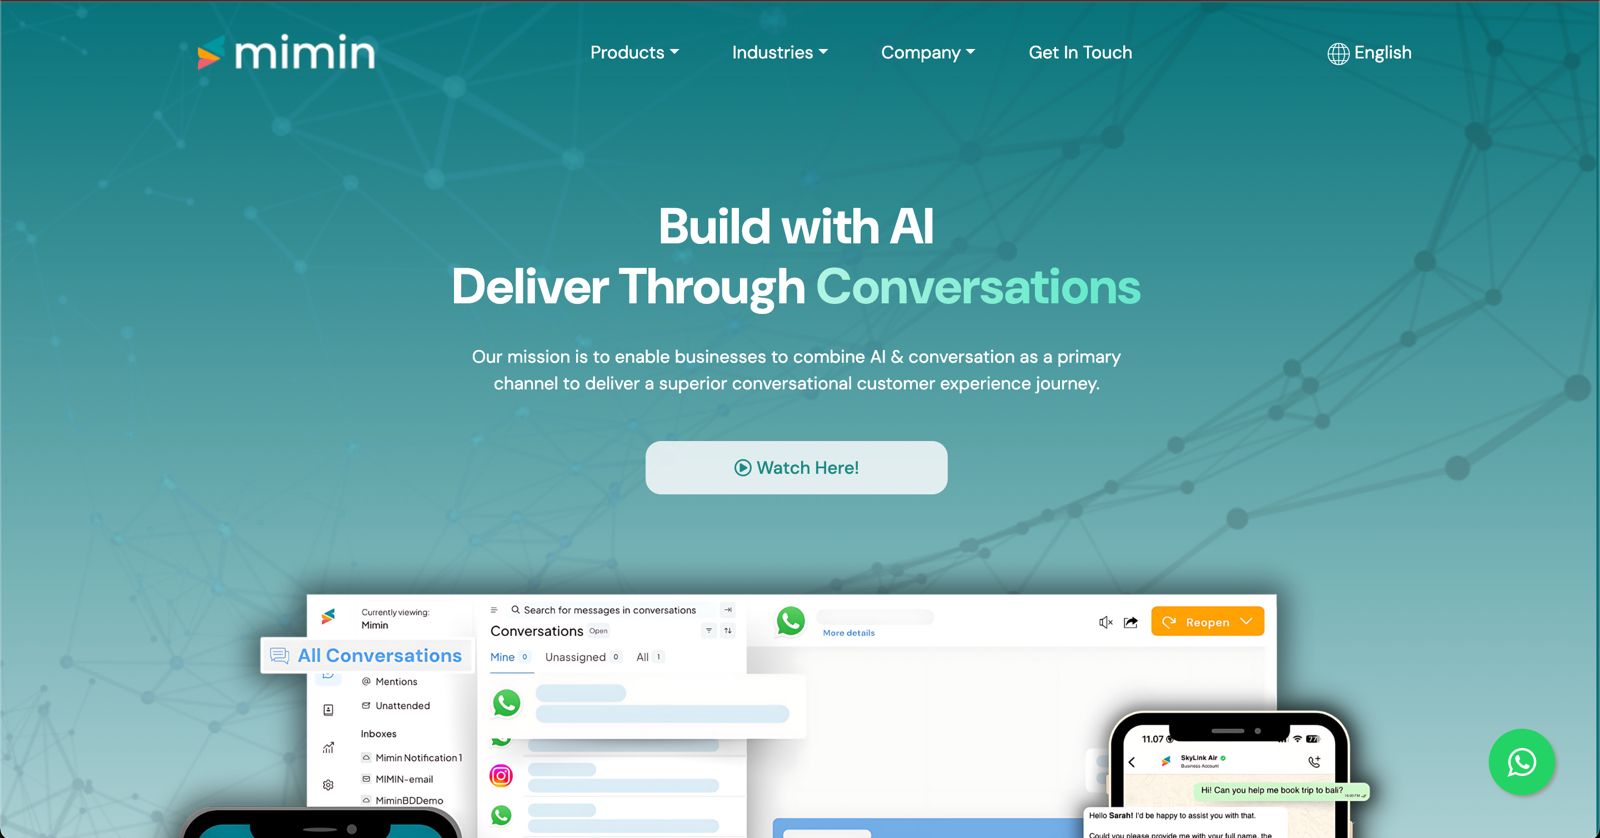 mimin
Products
Industries
Company
Get In Touch
English
Build with AI
Deliver Through Conversations
Our mission is to enable businesses to combine AI & conversation as a primary
channel to deliver a superior conversational customer experience journey.
Watch Here!
Currently viewing:
Mimin
All Conversations
Mentions
Unattended
Inboxes
Mimin Notification 1
MIMIN-email
MiminBDDemo
Search for messages in conversations
Conversations Open
Mine 0 Unassigned 0 All 1
More details
Reopen
11.07
77
SkyLink Air
Business Account
Hi! Can you help me book trip to bali?
Hello Sarah! I'd be happy to assist you with that.
Could you please provide me with your full name, the